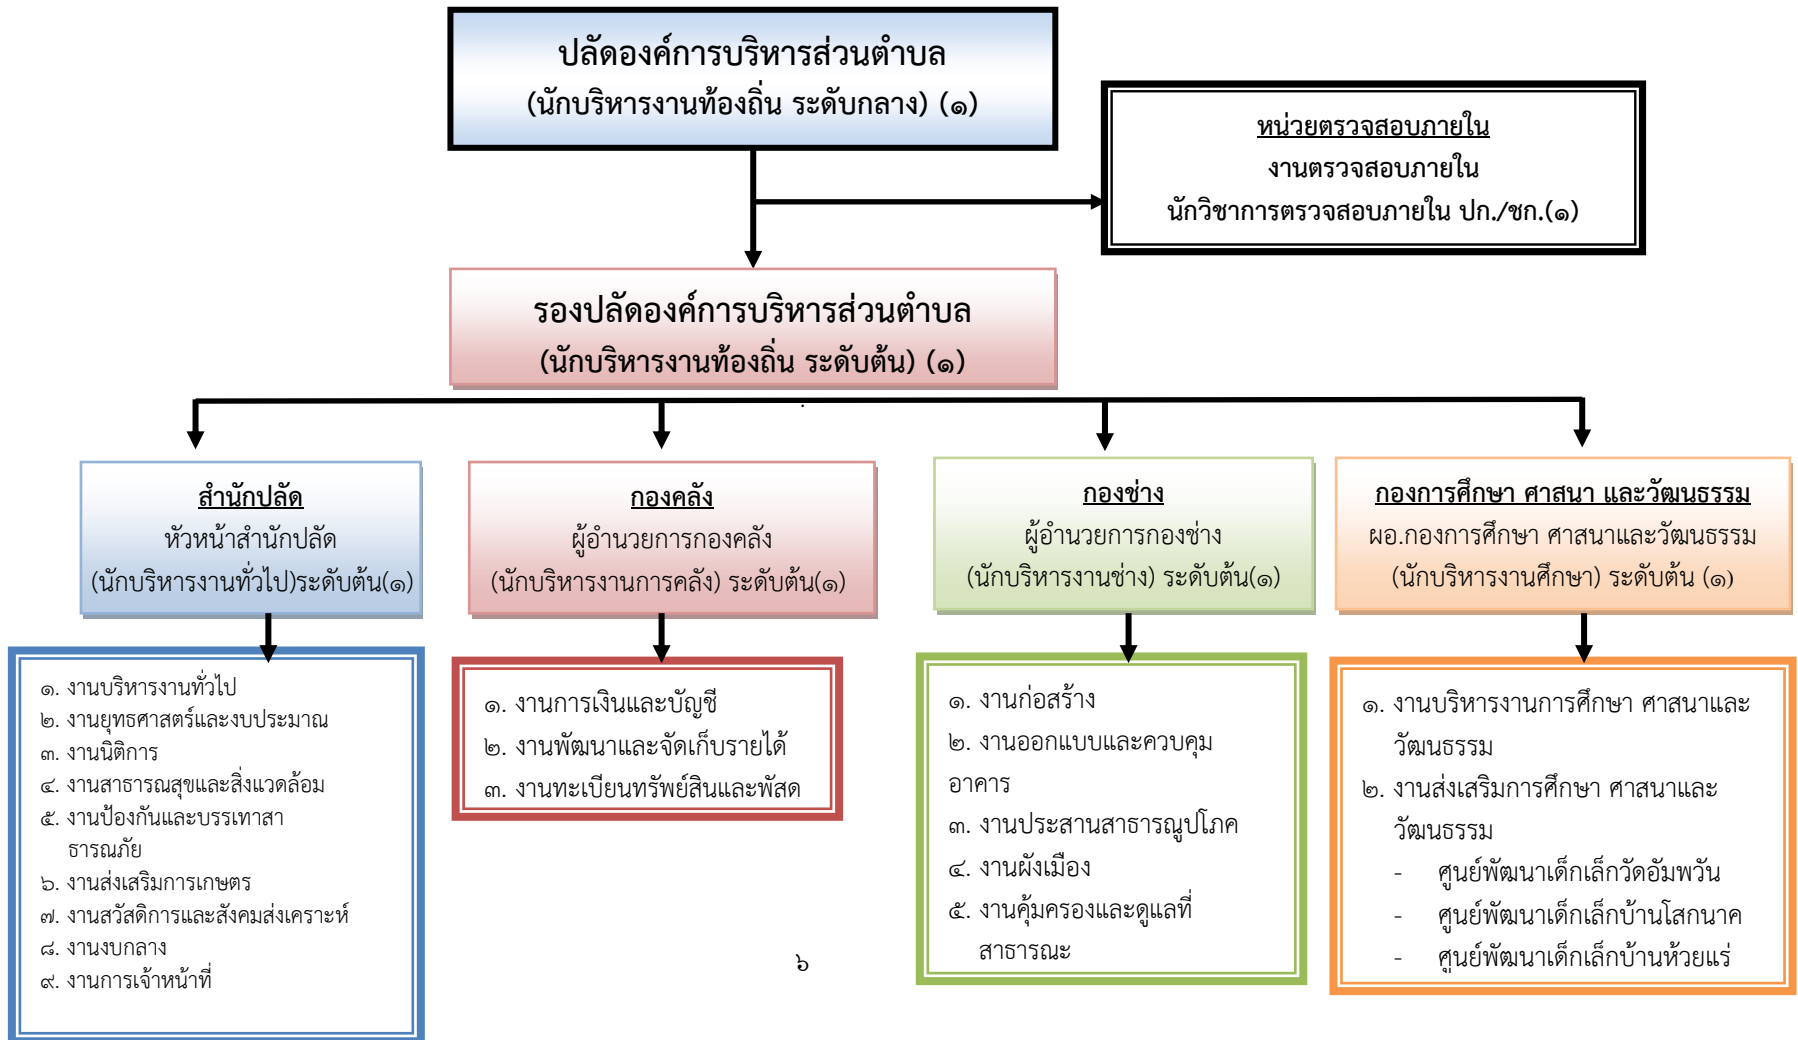 ปลัดองค์การบริหารส่วนตำบล
(นักบริหารงานท้องถิ่น ระดับกลาง) (๑)
หน่วยตรวจสอบภายใน
งานตรวจสอบภายใน
นักวิชาการตรวจสอบภายใน ปก./ชก.(๑)
รองปลัดองค์การบริหารส่วนตำบล
(นักบริหารงานท้องถิ่น ระดับต้น) (๑)
.
สำนักปลัด
หัวหน้าสำนักปลัด
(นักบริหารงานทั่วไป)ระดับต้น(๑)
กองคลัง
ผู้อำนวยการกองคลัง
(นักบริหารงานการคลัง) ระดับต้น(๑)
กองช่าง
ผู้อำนวยการกองช่าง
(นักบริหารงานช่าง) ระดับต้น(๑)
กองการศึกษา ศาสนา และวัฒนธรรม
ผอ.กองการศึกษา ศาสนาและวัฒนธรรม
(นักบริหารงานศึกษา) ระดับต้น (๑)
๑. งานบริหารงานทั่วไป
๒. งานยุทธศาสตร์และงบประมาณ
๓. งานนิติการ
๔. งานสาธารณสุขและสิ่งแวดล้อม
๕. งานป้องกันและบรรเทาสา
ธารณภัย
๖. งานส่งเสริมการเกษตร
๗. งานสวัสดิการและสังคมส่งเคราะห์
๘. งานงบกลาง
๙. งานการเจ้าหน้าที่
๑. งานการเงินและบัญชี
๒. งานพัฒนาและจัดเก็บรายได้
๓. งานทะเบียนทรัพย์สินและพัสด
๑. งานก่อสร้าง
๒. งานออกแบบและควบคุม
อาคาร
๓. งานประสานสาธารณูปโภค
๔. งานผังเมือง
๕. งานคุ้มครองและดูแลที่
สาธารณะ
๑. งานบริหารงานการศึกษา ศาสนาและ
วัฒนธรรม
๒. งานส่งเสริมการศึกษา ศาสนาและ
วัฒนธรรม
- ศูนย์พัฒนาเด็กเล็กวัดอัมพวัน
- ศูนย์พัฒนาเด็กเล็กบ้านโสกนาค
- ศูนย์พัฒนาเด็กเล็กบ้านห้วยแร่
๖